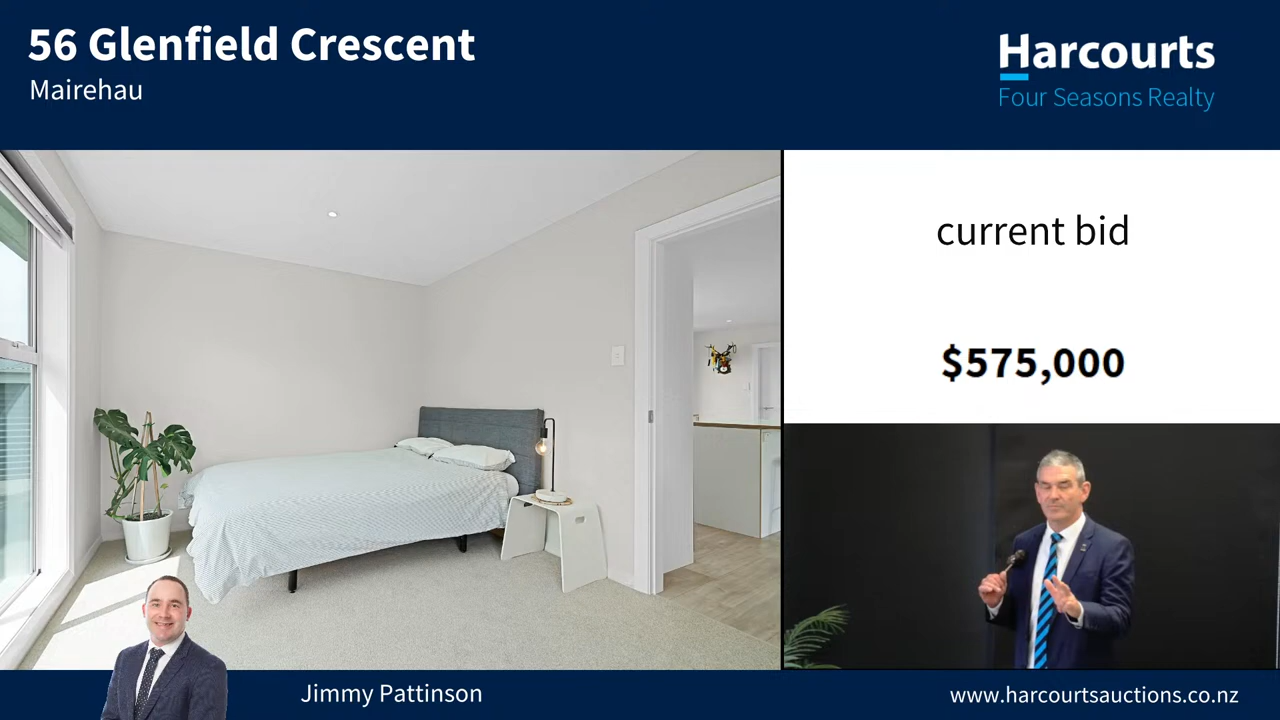 56 Glenfield Crescent
Mairehau
Harcourts
Four Seasons Realty
current bid
$575,000
Jimmy Pattinson
www.harcourtsauctions.co.nz